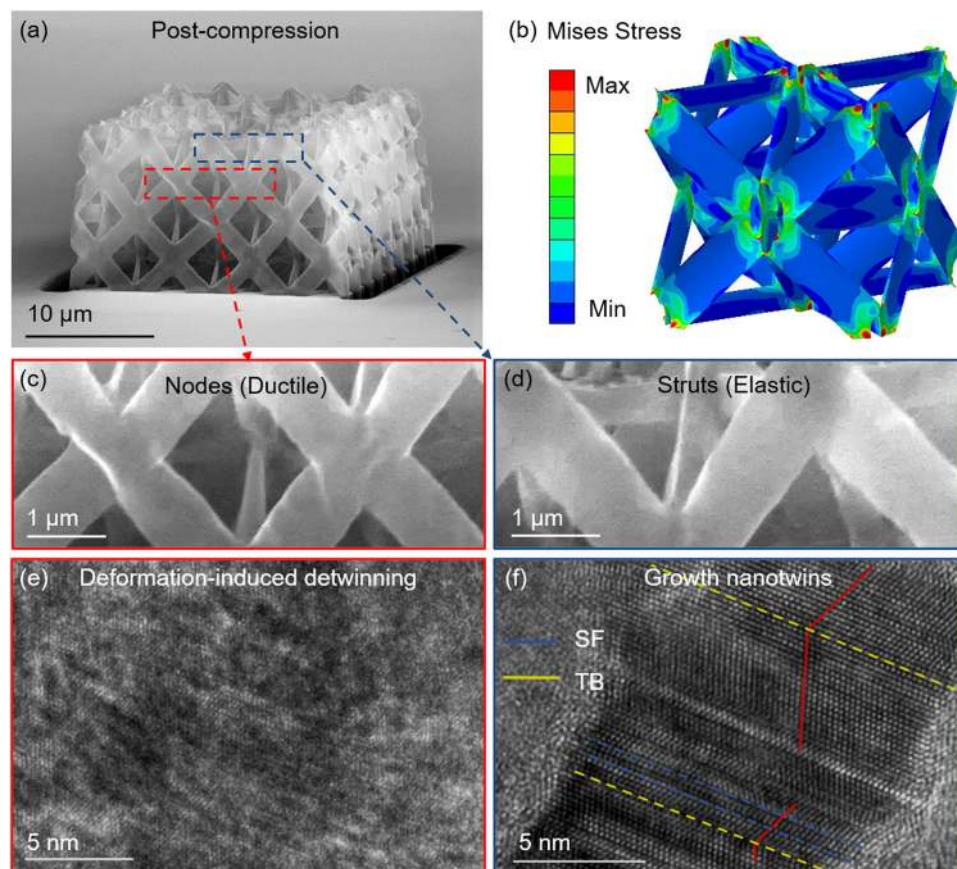 (a) Post-compression
10 µm
(b) Mises Stress
Max
Min
(c) Nodes (Ductile)
1 µm
(d) Struts (Elastic)
1 µm
(e) Deformation-induced detwinning
5 nm
(f) Growth nanotwins
SF
TB
5 nm